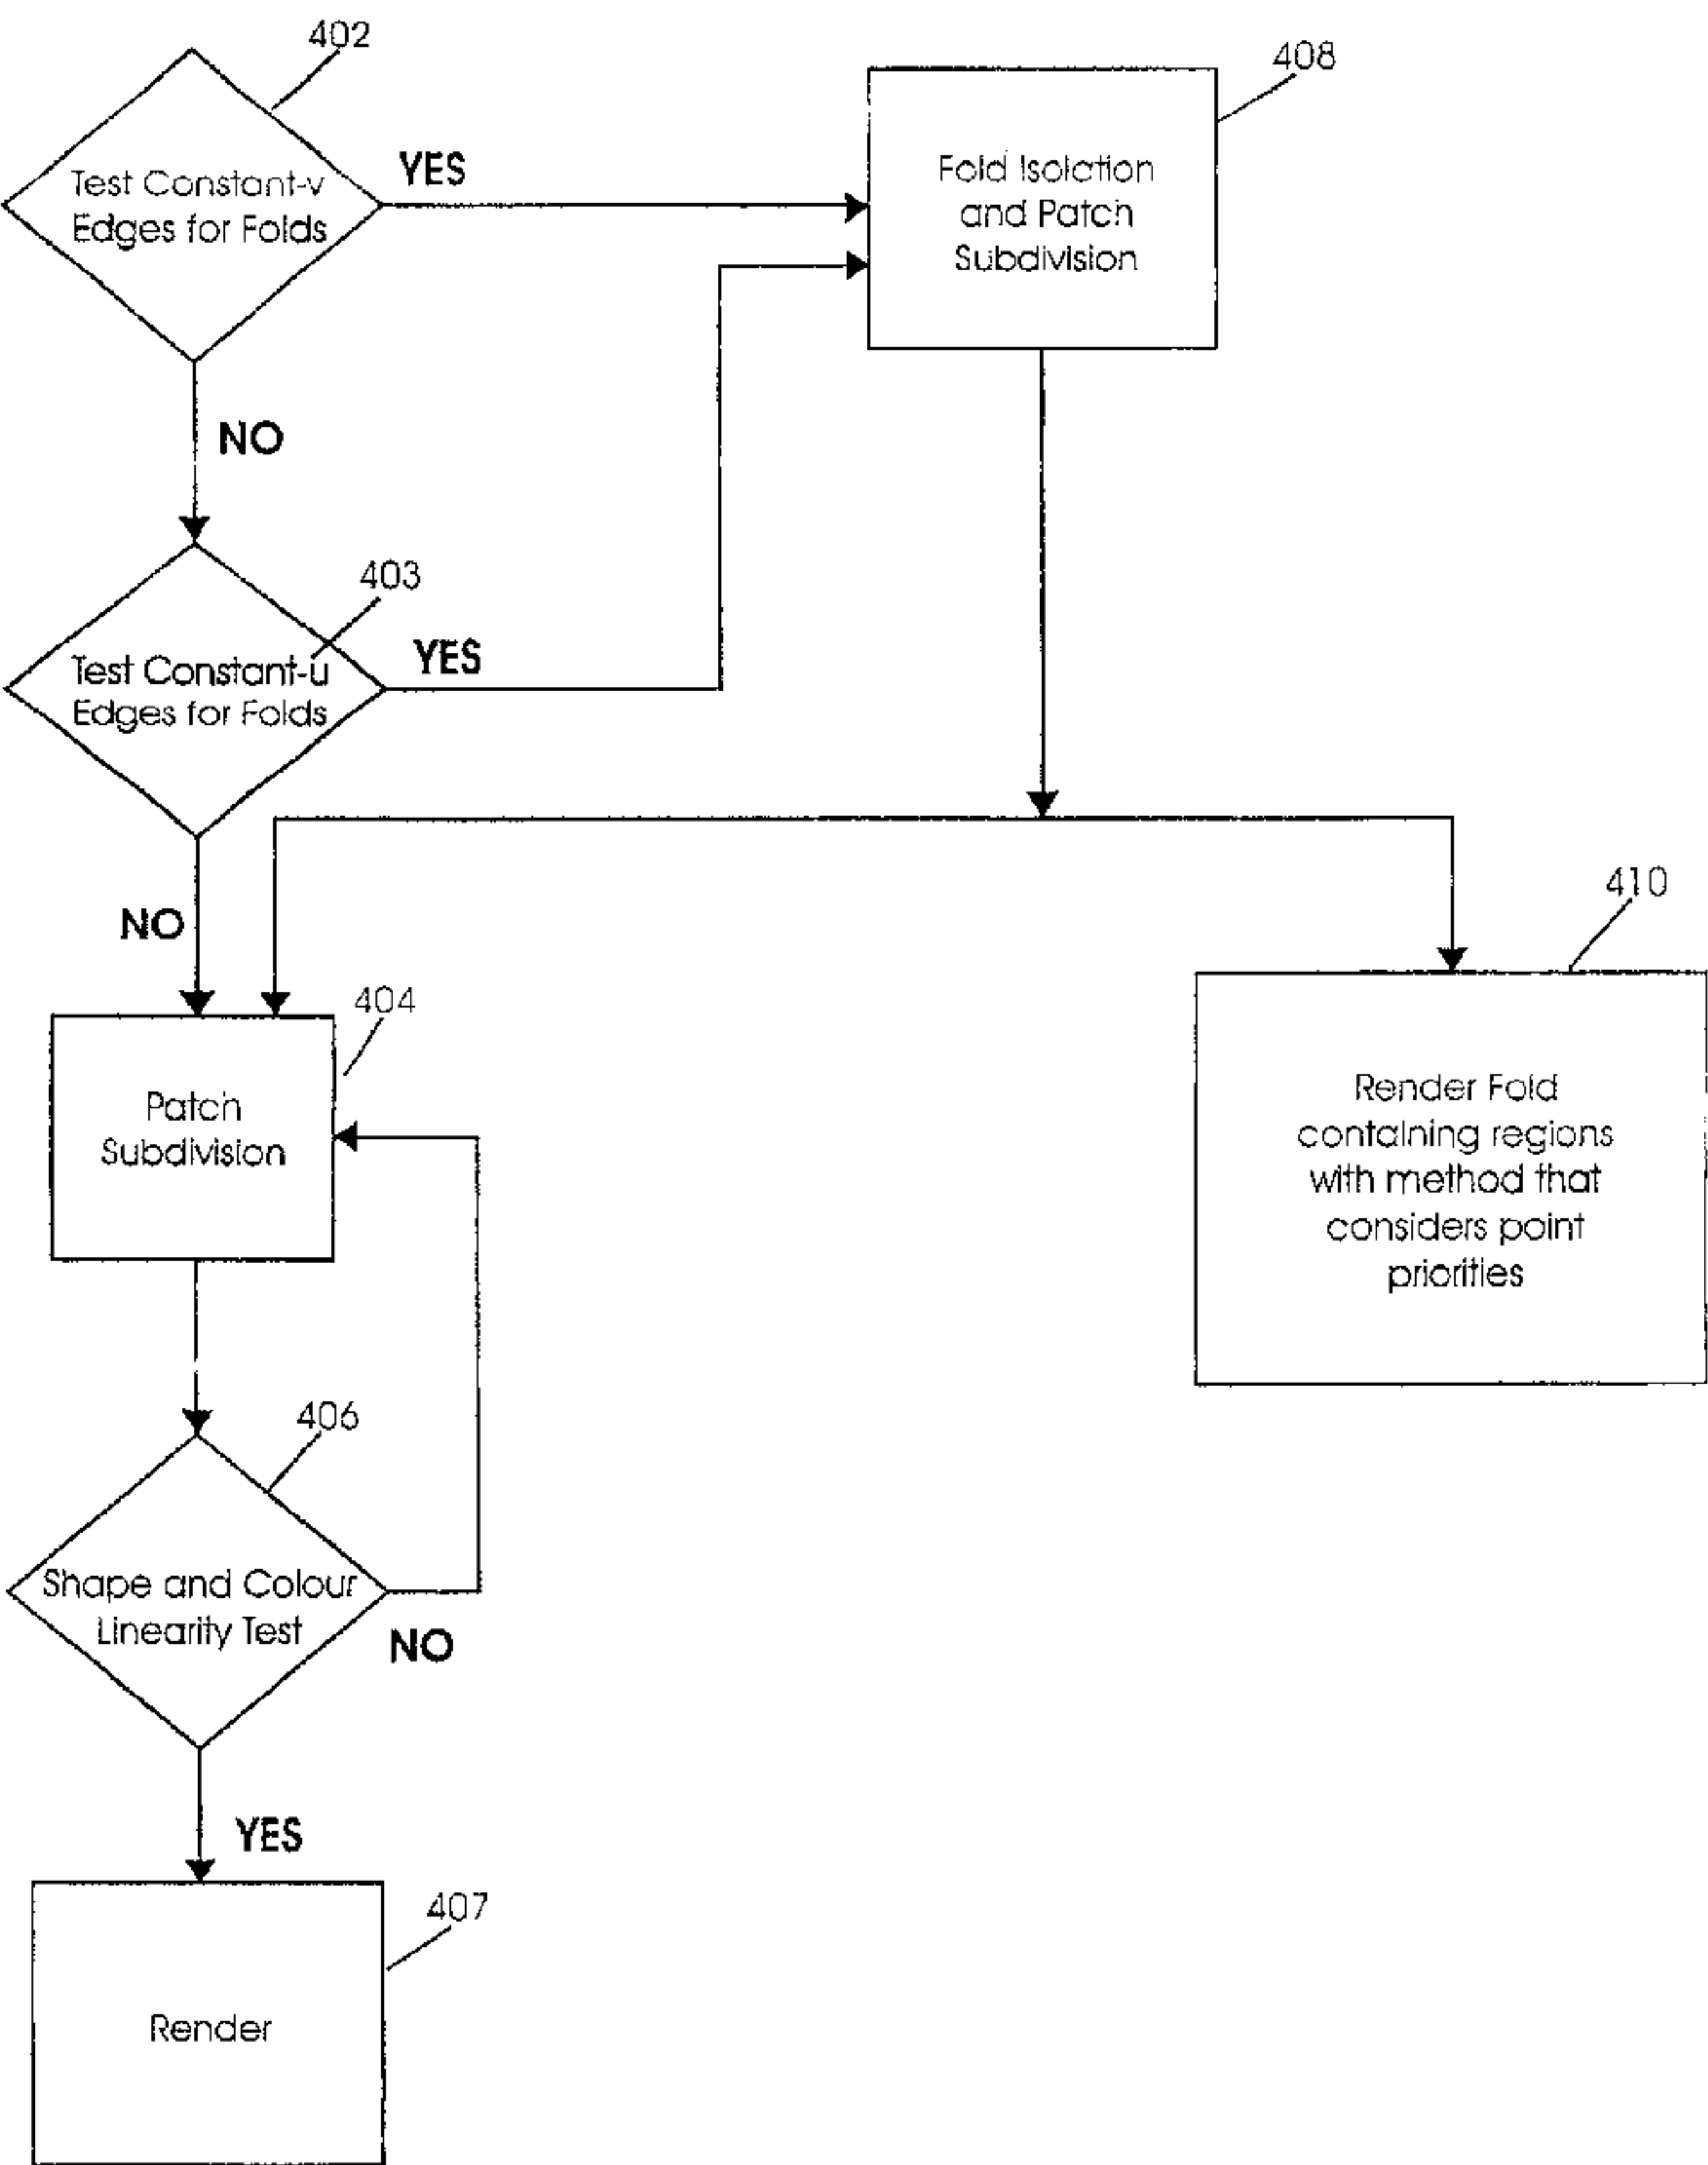 402
Test Constant-v
Edges for Folds
YES
408
Fold Isolation
and Patch
Subdivision
NO
403
Test Constant-u
Edges for Folds
YES
NO
410
Render Fold
containing regions
with method that
considers point
priorities
404
Patch
Subdivision
406
Shape and Colour
Linearity Test
NO
YES
407
Render